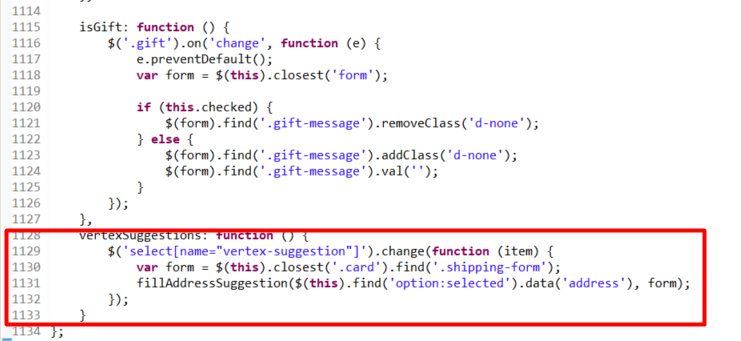 1114
1115 isGift: function () {
1116 $('.gift').on('change', function (e) {
1117 e.preventDefault();
1118 var form = $(this).closest('form');
1119
1120 if (this.checked) {
1121 $(form).find('.gift-message').removeClass('d-none');
1122 } else {
1123 $(form).find('.gift-message').addClass('d-none');
1124 $(form).find('.gift-message').val('');
1125 }
1126 });
1127 },
1128 vertexSuggestions: function () {
1129 $('select[name="vertex-suggestion"]').change(function (item) {
1130 var form = $(this).closest('.card').find('.shipping-form');
1131 fillAddressSuggestion($(this).find('option:selected').data('address'), form);
1132 });
1133 }
1134 };